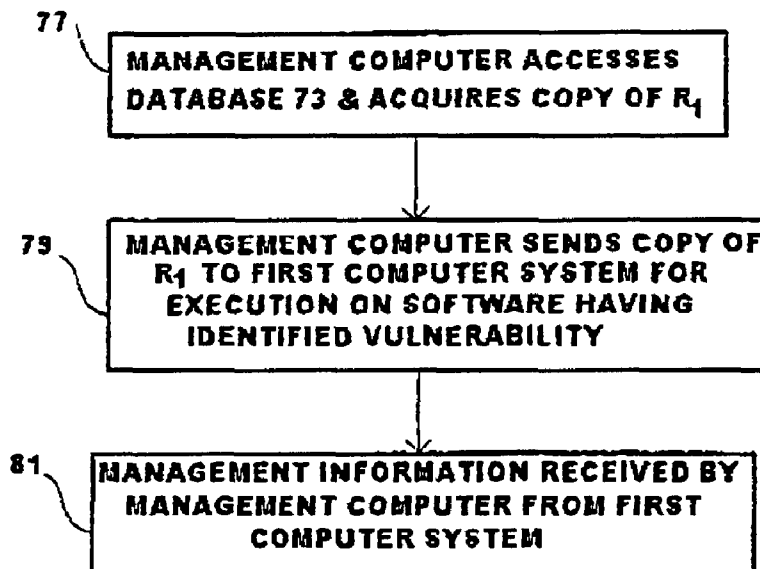 77
MANAGEMENT COMPUTER ACCESSES
DATABASE 73 & ACQUIRES COPY OF R₁
79
MANAGEMENT COMPUTER SENDS COPY OF
R₁ TO FIRST COMPUTER SYSTEM FOR
EXECUTION ON SOFTWARE HAVING
IDENTIFIED VULNERABILITY
81
MANAGEMENT INFORMATION RECEIVED BY
MANAGEMENT COMPUTER FROM FIRST
COMPUTER SYSTEM